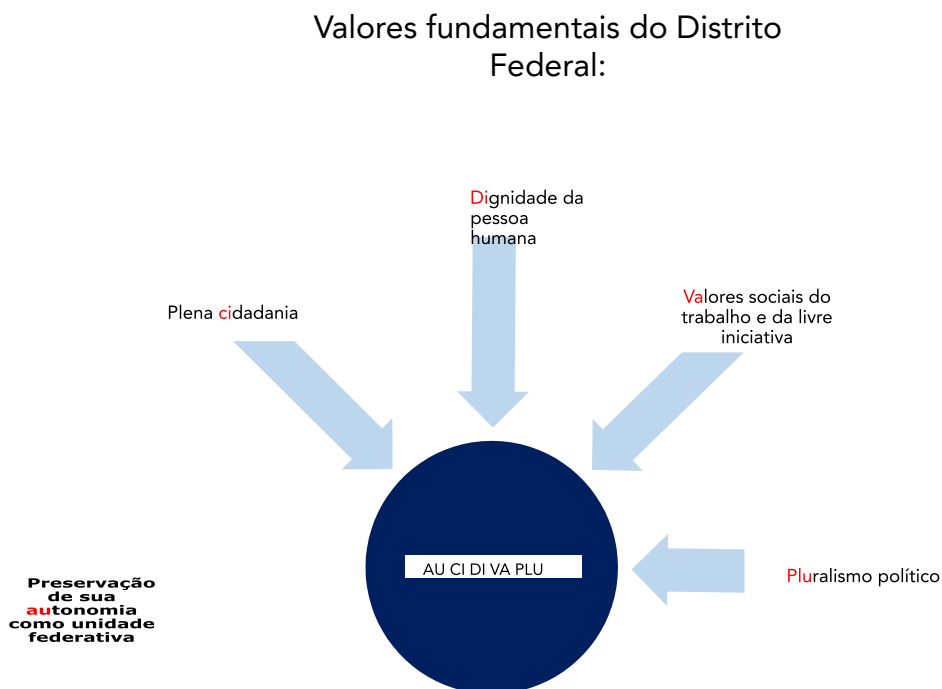 Valores fundamentais do Distrito
Federal:
Dignidade da
pessoa
humana
Plena cidadania
Valores sociais do
trabalho e da livre
iniciativa
AU CI DI VA PLU
Pluralismo político
Preservação
de sua
autonomia
como unidade
federativa